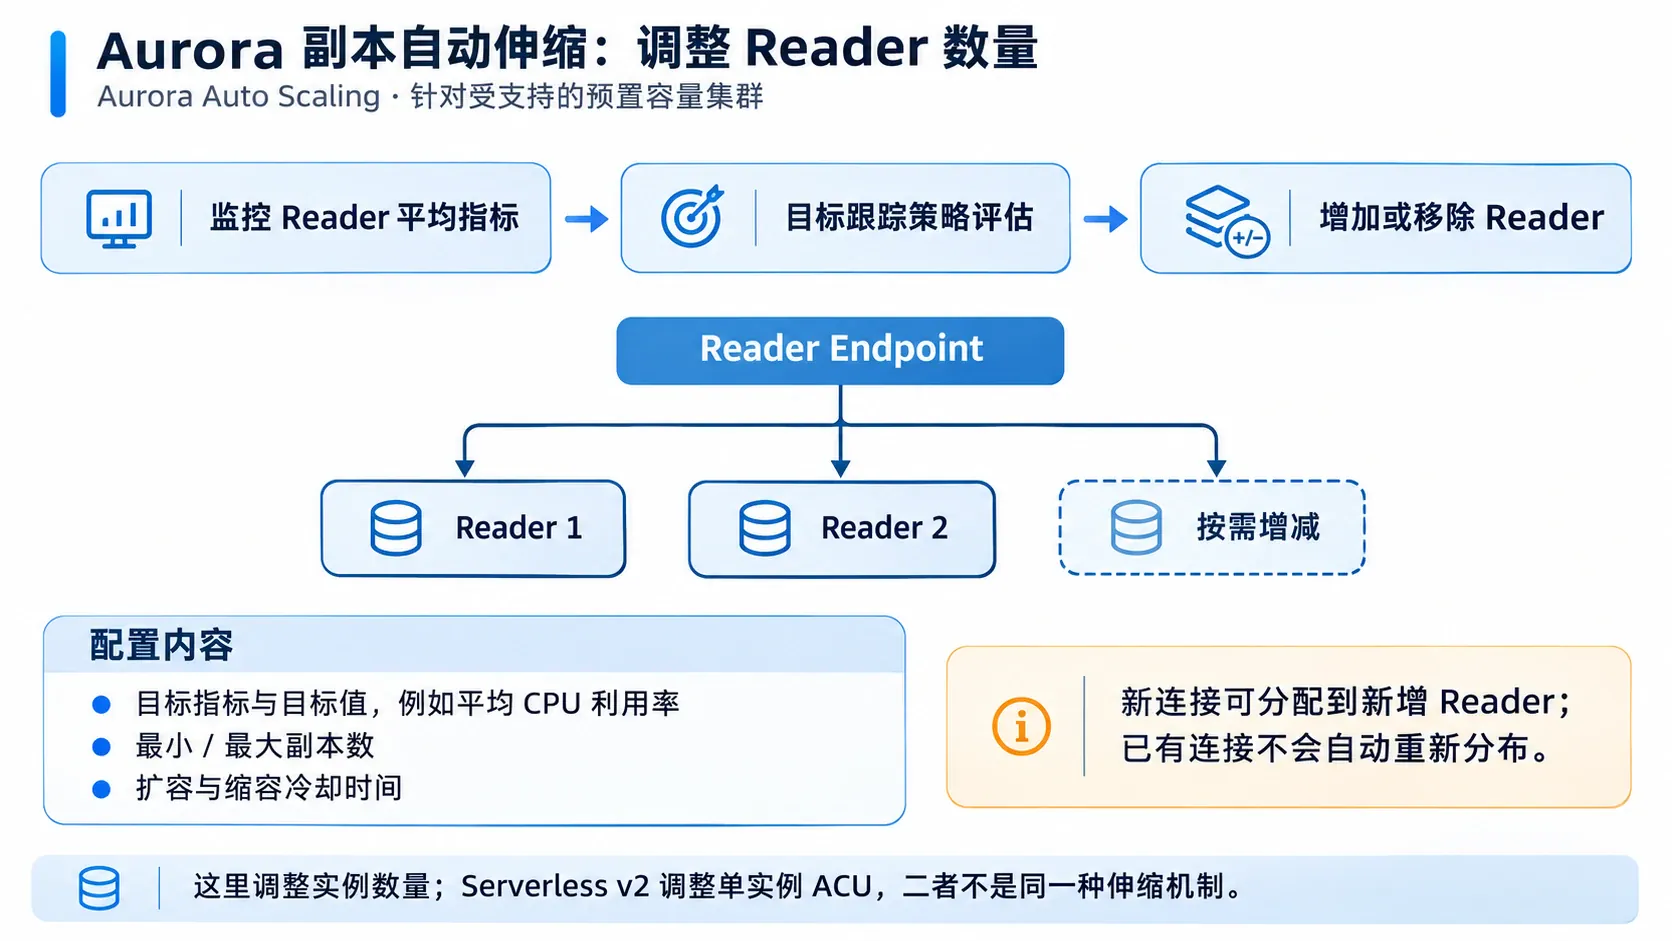 Aurora 副本自动伸缩：调整 Reader 数量
Aurora Auto Scaling · 针对受支持的预置容量集群
监控 Reader 平均指标
目标跟踪策略评估
+/−
增加或移除 Reader
Reader Endpoint
Reader 1
Reader 2
按需增减
配置内容
目标指标与目标值，例如平均 CPU 利用率
最小 / 最大副本数
扩容与缩容冷却时间
新连接可分配到新增 Reader；
已有连接不会自动重新分布。
这里调整实例数量；Serverless v2 调整单实例 ACU，二者不是同一种伸缩机制。